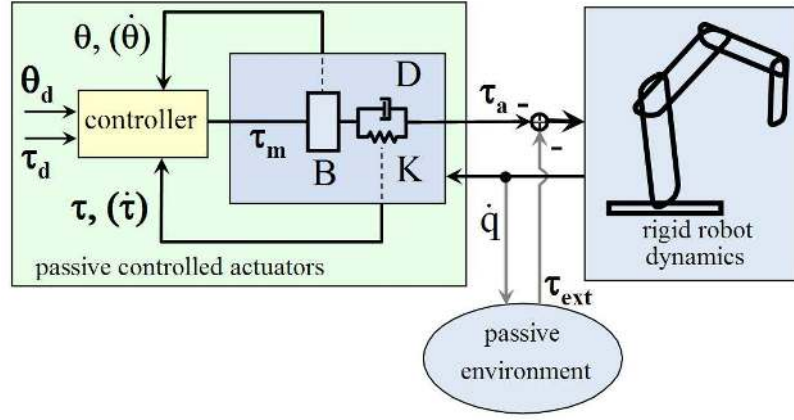 θ, (θ̇)
θd
τd
controller
τm
D
B
K
τa
-
-
τ, (τ̇)
passive controlled actuators
q̇
τext
passive
environment
rigid robot
dynamics